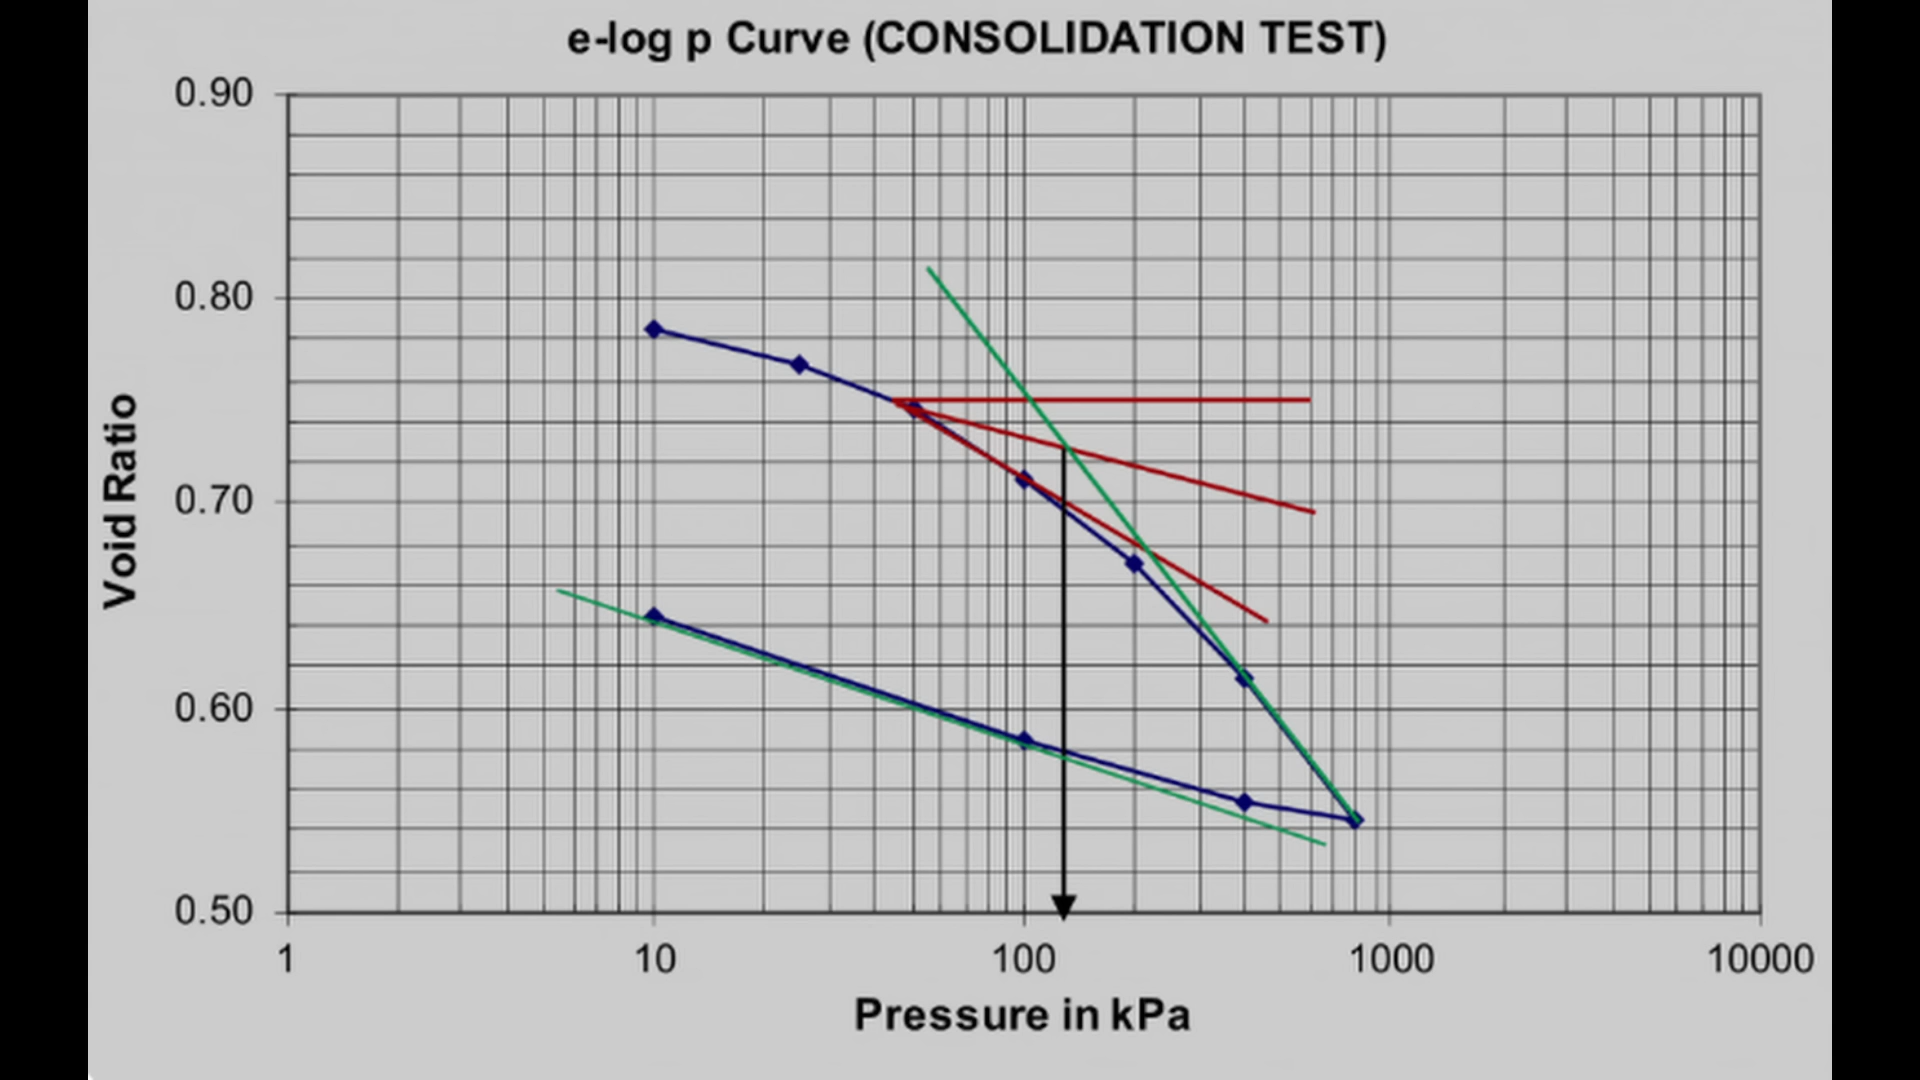 e-log p Curve (CONSOLIDATION TEST)
0.90
0.80
0.70
0.60
0.50
Void Ratio
1 10 100 1000 10000
Pressure in kPa